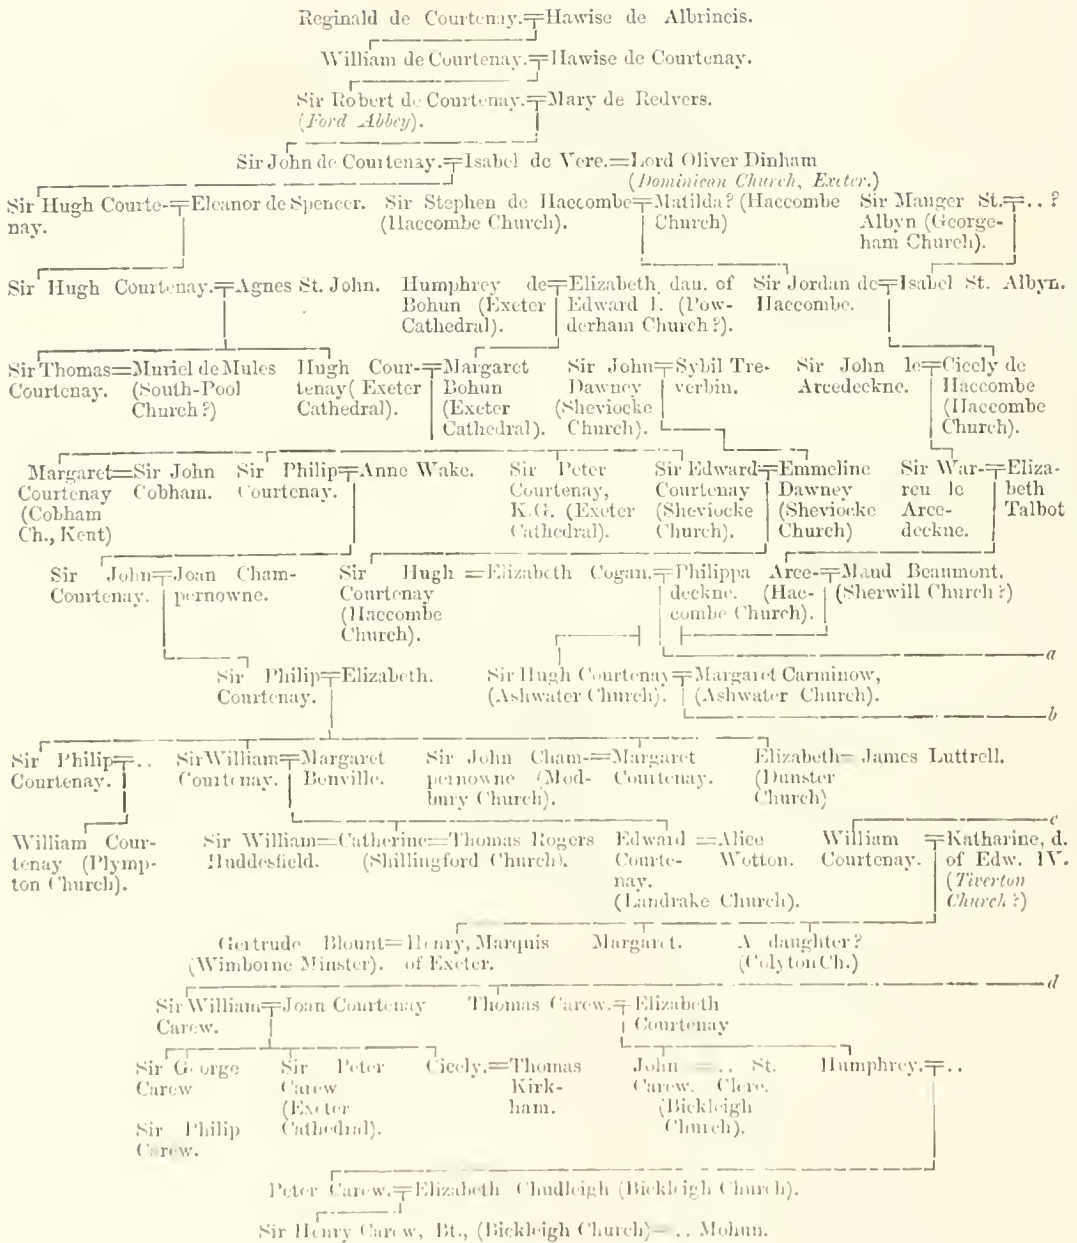 Reginald de Courtenay.=Hawise de Albrincis.
William de Courtenay.=Hawise de Courtenay.
Sir Robert de Courtenay.=Mary de Redvers.
(Ford Abbey).
Sir John de Courtenay.=Isabel de Vere.=Lord Oliver Dinham
(Dominican Church, Exeter.)
Sir Hugh Courte-=Eleanor de Spencer. Sir Stephen de Haccombe=Matilda? (Haccombe Sir Mauger St.=.. ?
nay. (Haccombe Church). Church) Albyn (George-
ham Church).
Sir Hugh Courtenay.=Agnes St. John. Humphrey de=Elizabeth, dau. of Sir Jordan de=Isabel St. Albyn.
Bohun (Exeter Edward I. (Pow- Haccombe.
Cathedral). derham Church?).
Sir Thomas=Muriel de Mules Hugh Cour-=Margaret Sir John=Sybil Tre- Sir John le=Cicely de
Courtenay. (South-Pool tenay( Exeter Bohun Dawney verbin. Arcedeckne. Haccombe
Church?) Cathedral). (Exeter (Sheviocke (Haccombe
Cathedral). Church). Church).
Margaret=Sir John Sir Philip=Anne Wake. Sir Peter Sir Edward=Emmeline Sir War-=Eliza-
Courtenay Cobham. Courtenay. Courtenay, Courtenay Dawney reu le beth
(Cobham K.G. (Exeter (Sheviocke (Sheviocke Arce- Talbot
Ch., Kent) Cathedral). Church). Church) deckne.
Sir John=Joan Cham- Sir Hugh =Elizabeth Cogan.=Philippa Arce-=Maud Beaumont.
Courtenay. pernowne. Courtenay deckne. (Hac- (Sherwill Church?)
(Haccombe combe Church).
Church).
a
Sir Philip=Elizabeth. Sir Hugh Courtenay=Margaret Carminow,
Courtenay. (Ashwater Church). (Ashwater Church).
b
Sir Philip=.. Sir William=Margaret Sir John Cham-=Margaret Elizabeth= James Luttrell.
Courtenay. Courtenay. Bonville. pernowne (Mod- Courtenay. (Dunster
bury Church). Church)
c
William Cour- Sir William=Catherine=Thomas Rogers Edward =Alice William =Katharine, d.
tenay (Plymp- Huddesfield. (Shillingford Church). Courte- Wotton. Courtenay. of Edw. IV.
ton Church). nay. (Tiverton
(Landrake Church). Church?)
Gertrude Blount=Henry, Marquis Margaret. A daughter?
(Wimborne Minster). of Exeter. (Colyton Ch.)
d
Sir William=Joan Courtenay Thomas Carew.=Elizabeth
Carew. Courtenay
Sir George Sir Peter Cicely.=Thomas John = .. St. Humphrey.=..
Carew Carew Kirk- Carew. Clere.
(Exeter ham. (Bickleigh
Sir Philip Cathedral). Church).
Carew.
Peter Carew.=Elizabeth Chudleigh (Bickleigh Church).
Sir Henry Carew, Bt., (Bickleigh Church)= .. Mohun.